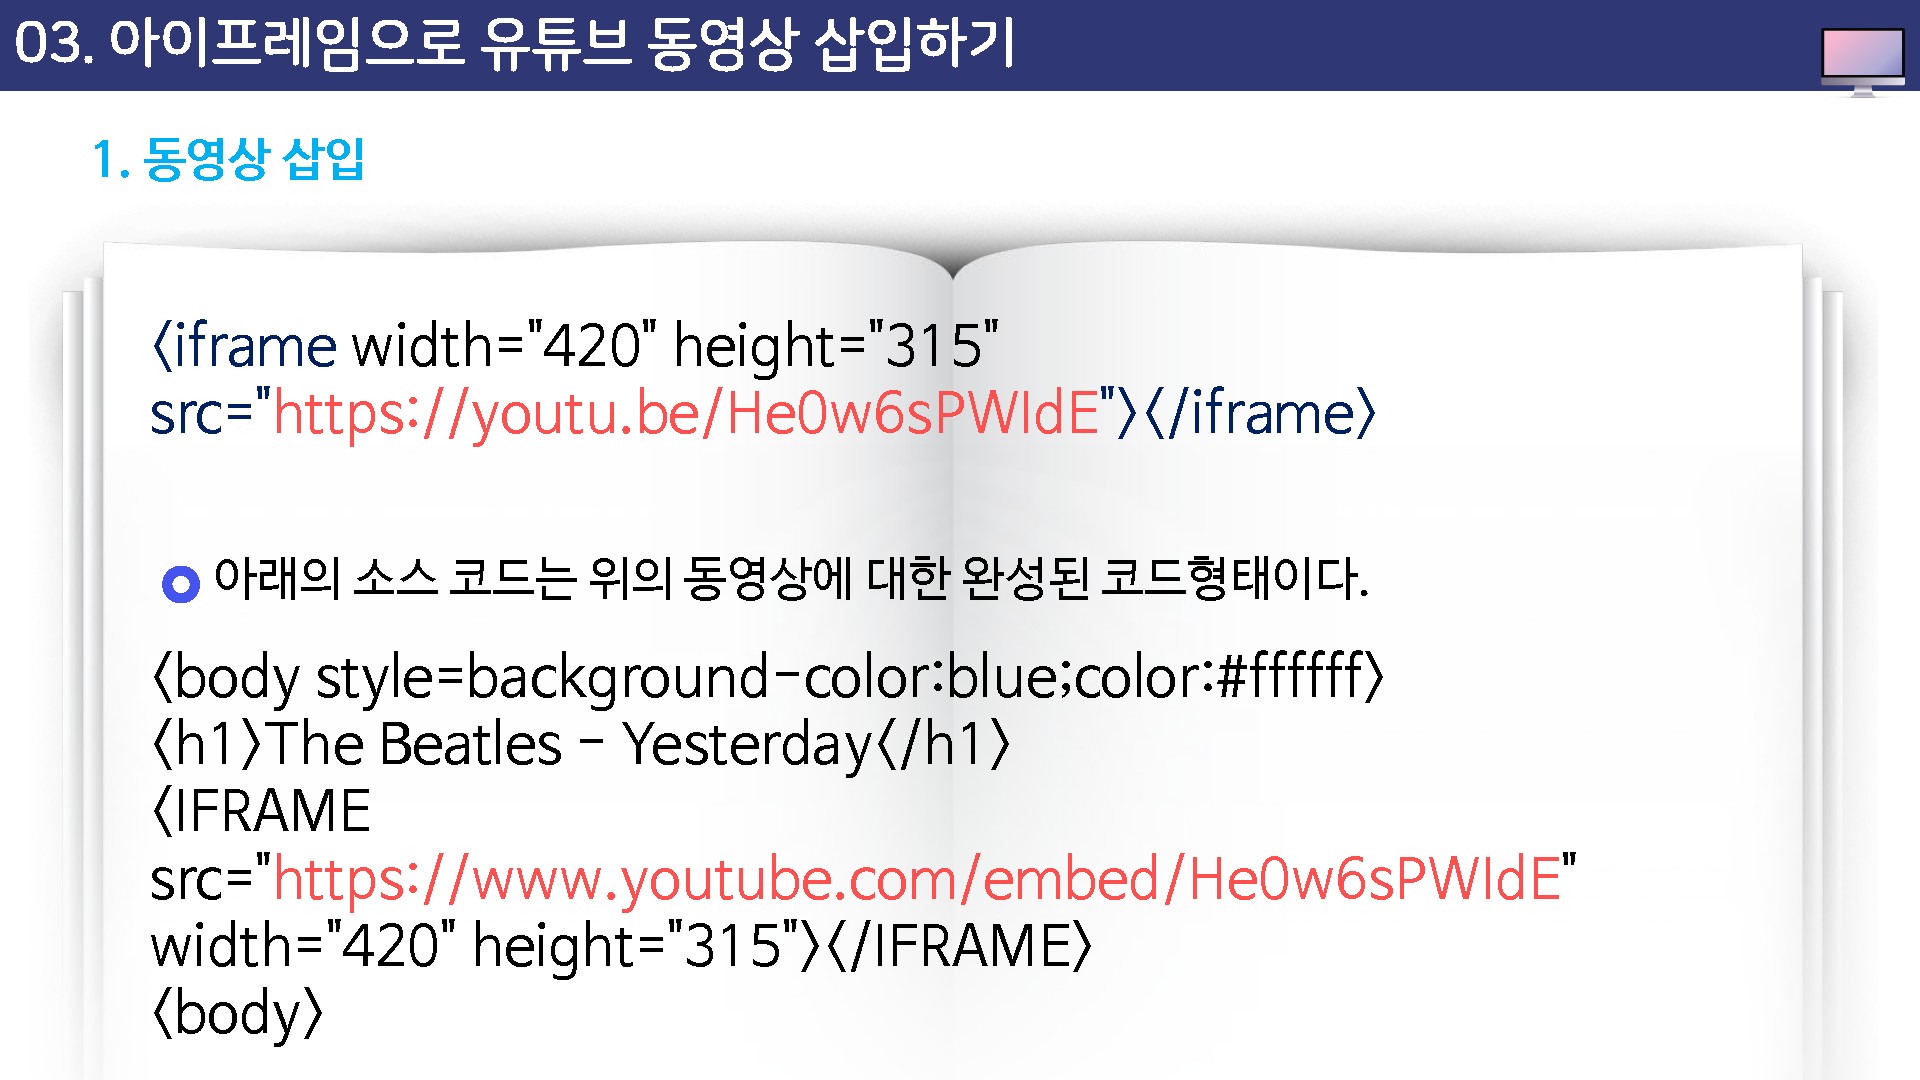 03. 아이프레임으로 유튜브 동영상 삽입하기
1. 동영상 삽입
<iframe width="420" height="315"
src="https://youtu.be/He0w6sPWIdE"></iframe>
아래의 소스 코드는 위의 동영상에 대한 완성된 코드형태이다.
<body style=background-color:blue;color:#ffffff>
<h1>The Beatles - Yesterday</h1>
<IFRAME
src="https://www.youtube.com/embed/He0w6sPWIdE"
width="420" height="315"></IFRAME>
<body>